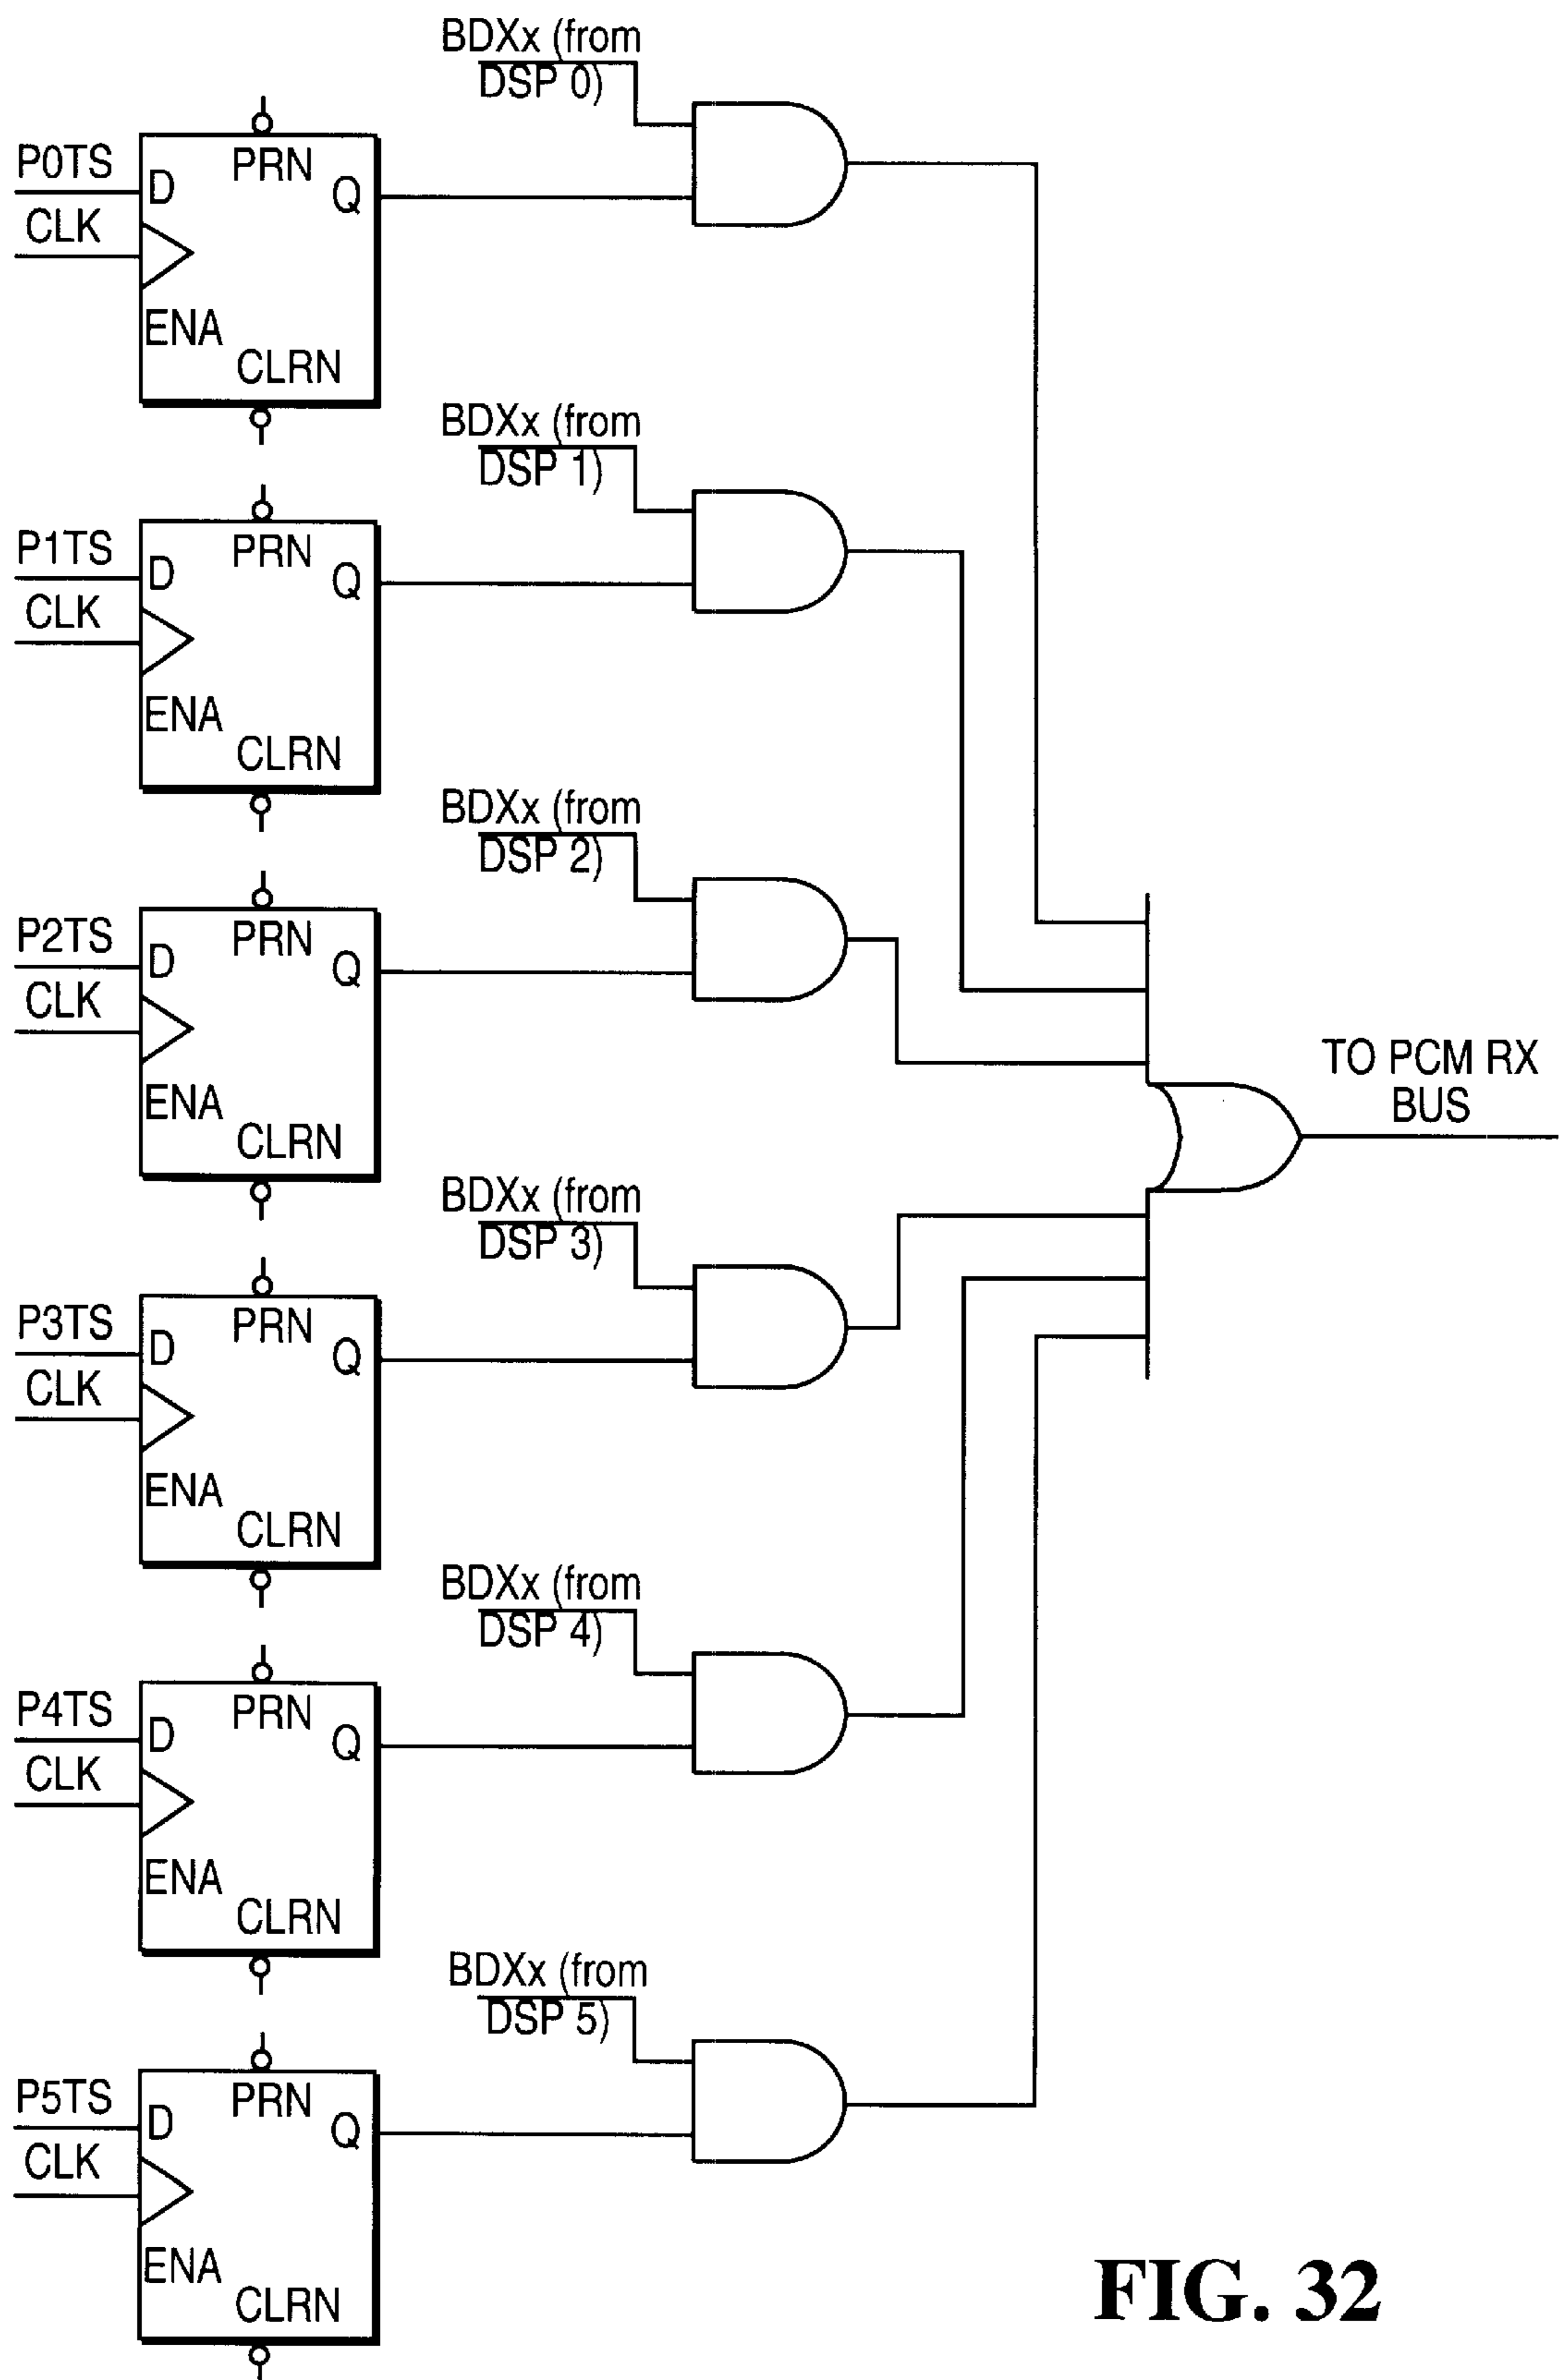 BDXx (from
DSP 0)
P0TS
D
PRN
Q
CLK
ENA
CLRN
BDXx (from
DSP 1)
P1TS
D
PRN
Q
CLK
ENA
CLRN
BDXx (from
DSP 2)
P2TS
D
PRN
Q
CLK
ENA
CLRN
TO PCM RX
BUS
BDXx (from
DSP 3)
P3TS
D
PRN
Q
CLK
ENA
CLRN
BDXx (from
DSP 4)
P4TS
D
PRN
Q
CLK
ENA
CLRN
BDXx (from
DSP 5)
P5TS
D
PRN
Q
CLK
ENA
CLRN
FIG. 32